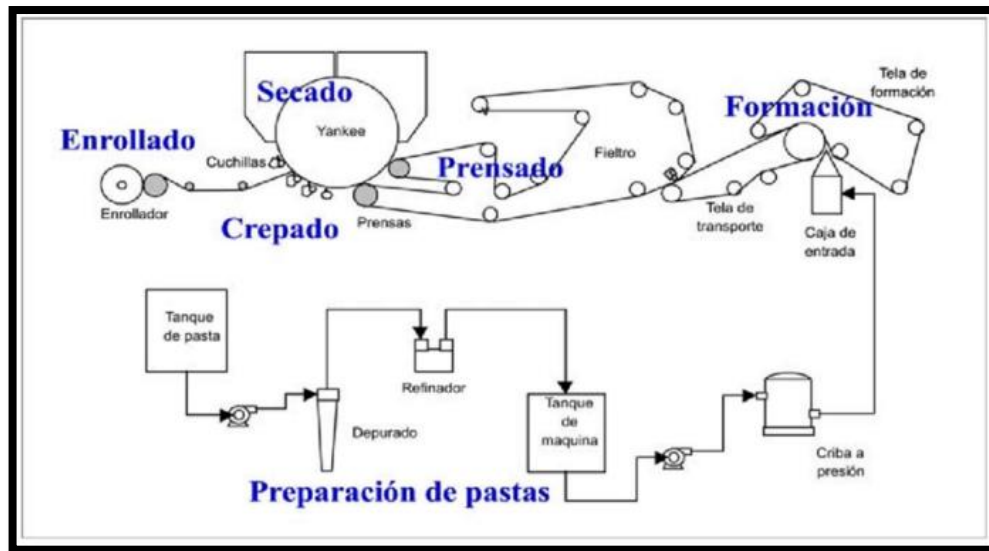 Secado
Tela de
formación
Formación
Enrollado
Yankee
Cuchillas
Prensado
Fieltro
Enrollador
Crepado
Prensas
Tela de
transporte
Caja de
entrada
Tanque
de pasta
Refinador
Depurado
Tanque
de
maquina
Criba a
presión
Preparación de pastas